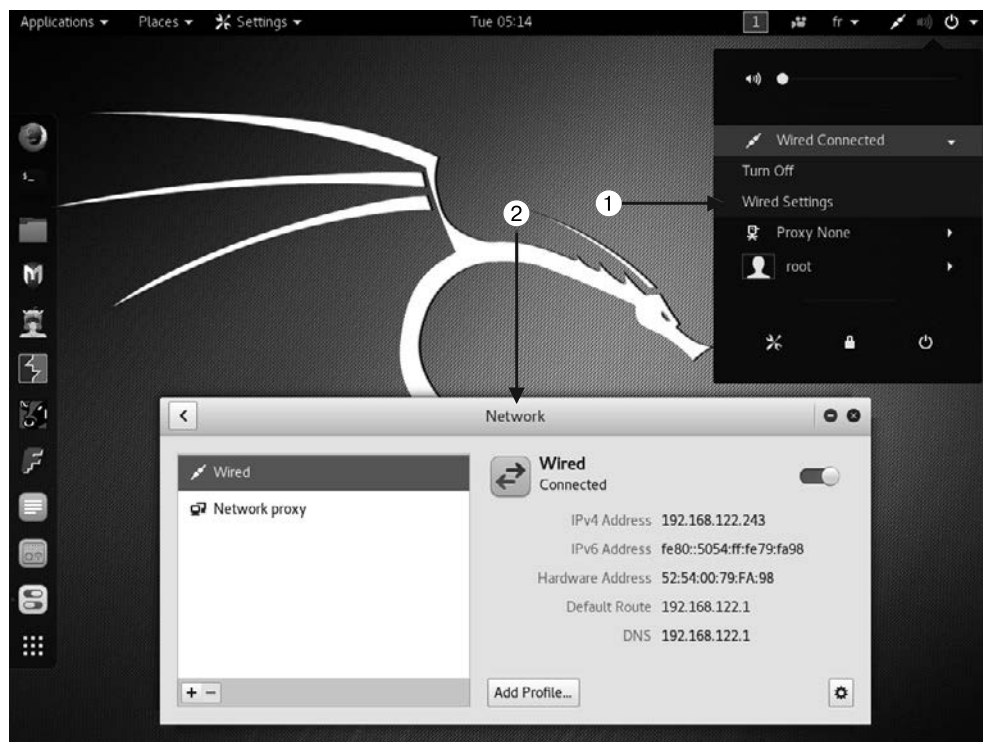 Applications Places Settings Tue 05:14 1 fr
Wired Connected
Turn Off
1 Wired Settings
2
Proxy None
root
$_
Network
Wired
Network proxy
Wired
Connected
IPv4 Address 192.168.122.243
IPv6 Address fe80::5054:ff:fe79:fa98
Hardware Address 52:54:00:79:FA:98
Default Route 192.168.122.1
DNS 192.168.122.1
+ − Add Profile...